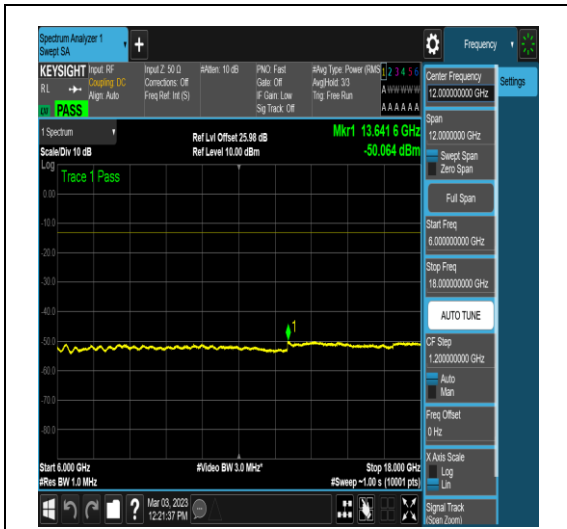 Spectrum Analyzer 1
Swept SA
+
Frequency
KEYSIGHT
Input: RF
Coupling: DC
Align: Auto
Input Z: 50 Ω
Corrections: Off
Freq Ref: Int (S)
#Atten: 10 dB
PNO: Fast
Gate: Off
IF Gain: Low
Sig Track: Off
#Avg Type: Power (RMS
Avg|Hold: 3/3
Trig: Free Run
1 2 3 4 5 6
A W W W W W
A A A A A A
RL
PASS
Center Frequency
12.000000000 GHz
Settings
Span
12.0000000 GHz
Swept Span
Zero Span
Full Span
Start Freq
6.000000000 GHz
Stop Freq
18.000000000 GHz
AUTO TUNE
CF Step
1.200000000 GHz
Auto
Man
Freq Offset
0 Hz
X Axis Scale
Log
Lin
Signal Track
(Span Zoom)
1 Spectrum
Scale/Div 10 dB
Ref Lvl Offset 25.98 dB
Ref Level 10.00 dBm
Mkr1 13.641 6 GHz
-50.064 dBm
Log
Trace 1 Pass
0.00
-10.0
-20.0
-30.0
-40.0
-50.0
-60.0
-70.0
-80.0
1
Start 6.000 GHz
#Res BW 1.0 MHz
#Video BW 3.0 MHz*
Stop 18.000 GHz
#Sweep ~1.00 s (10001 pts)
?
Mar 03, 2023
12:21:37 PM